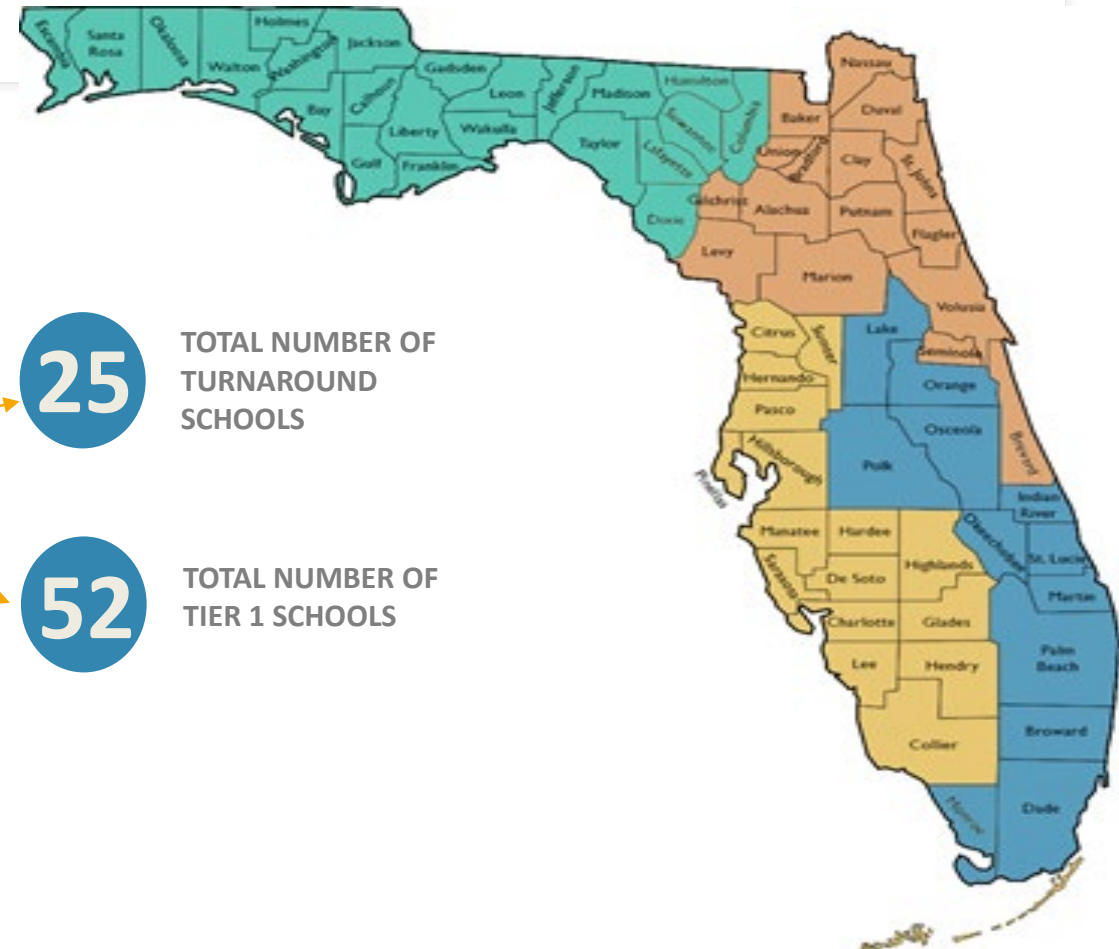 Escambia
Santa
Rosa
Okaloosa
Walton
Holmes
Washington
Jackson
Bay
Calhoun
Gulf
Liberty
Franklin
Gadsden
Leon
Wakulla
Jefferson
Madison
Taylor
Hamilton
Suwannee
Lafayette
Columbia
Dixie
Nassau
Baker
Duval
Union
Bradford
Clay
St. Johns
Gilchrist
Alachua
Putnam
Flagler
Levy
Marion
Volusia
25
TOTAL NUMBER OF
TURNAROUND
SCHOOLS
Citrus
Sumter
Lake
Seminole
Hernando
Orange
Pasco
Osceola
Hillsborough
Pinellas
Polk
Brevard
Indian
River
Manatee
Hardee
Okeechobee
Highlands
St. Lucie
Sarasota
De Soto
Martin
52
TOTAL NUMBER OF
TIER 1 SCHOOLS
Charlotte
Glades
Lee
Hendry
Palm
Beach
Broward
Collier
Monroe
Dade